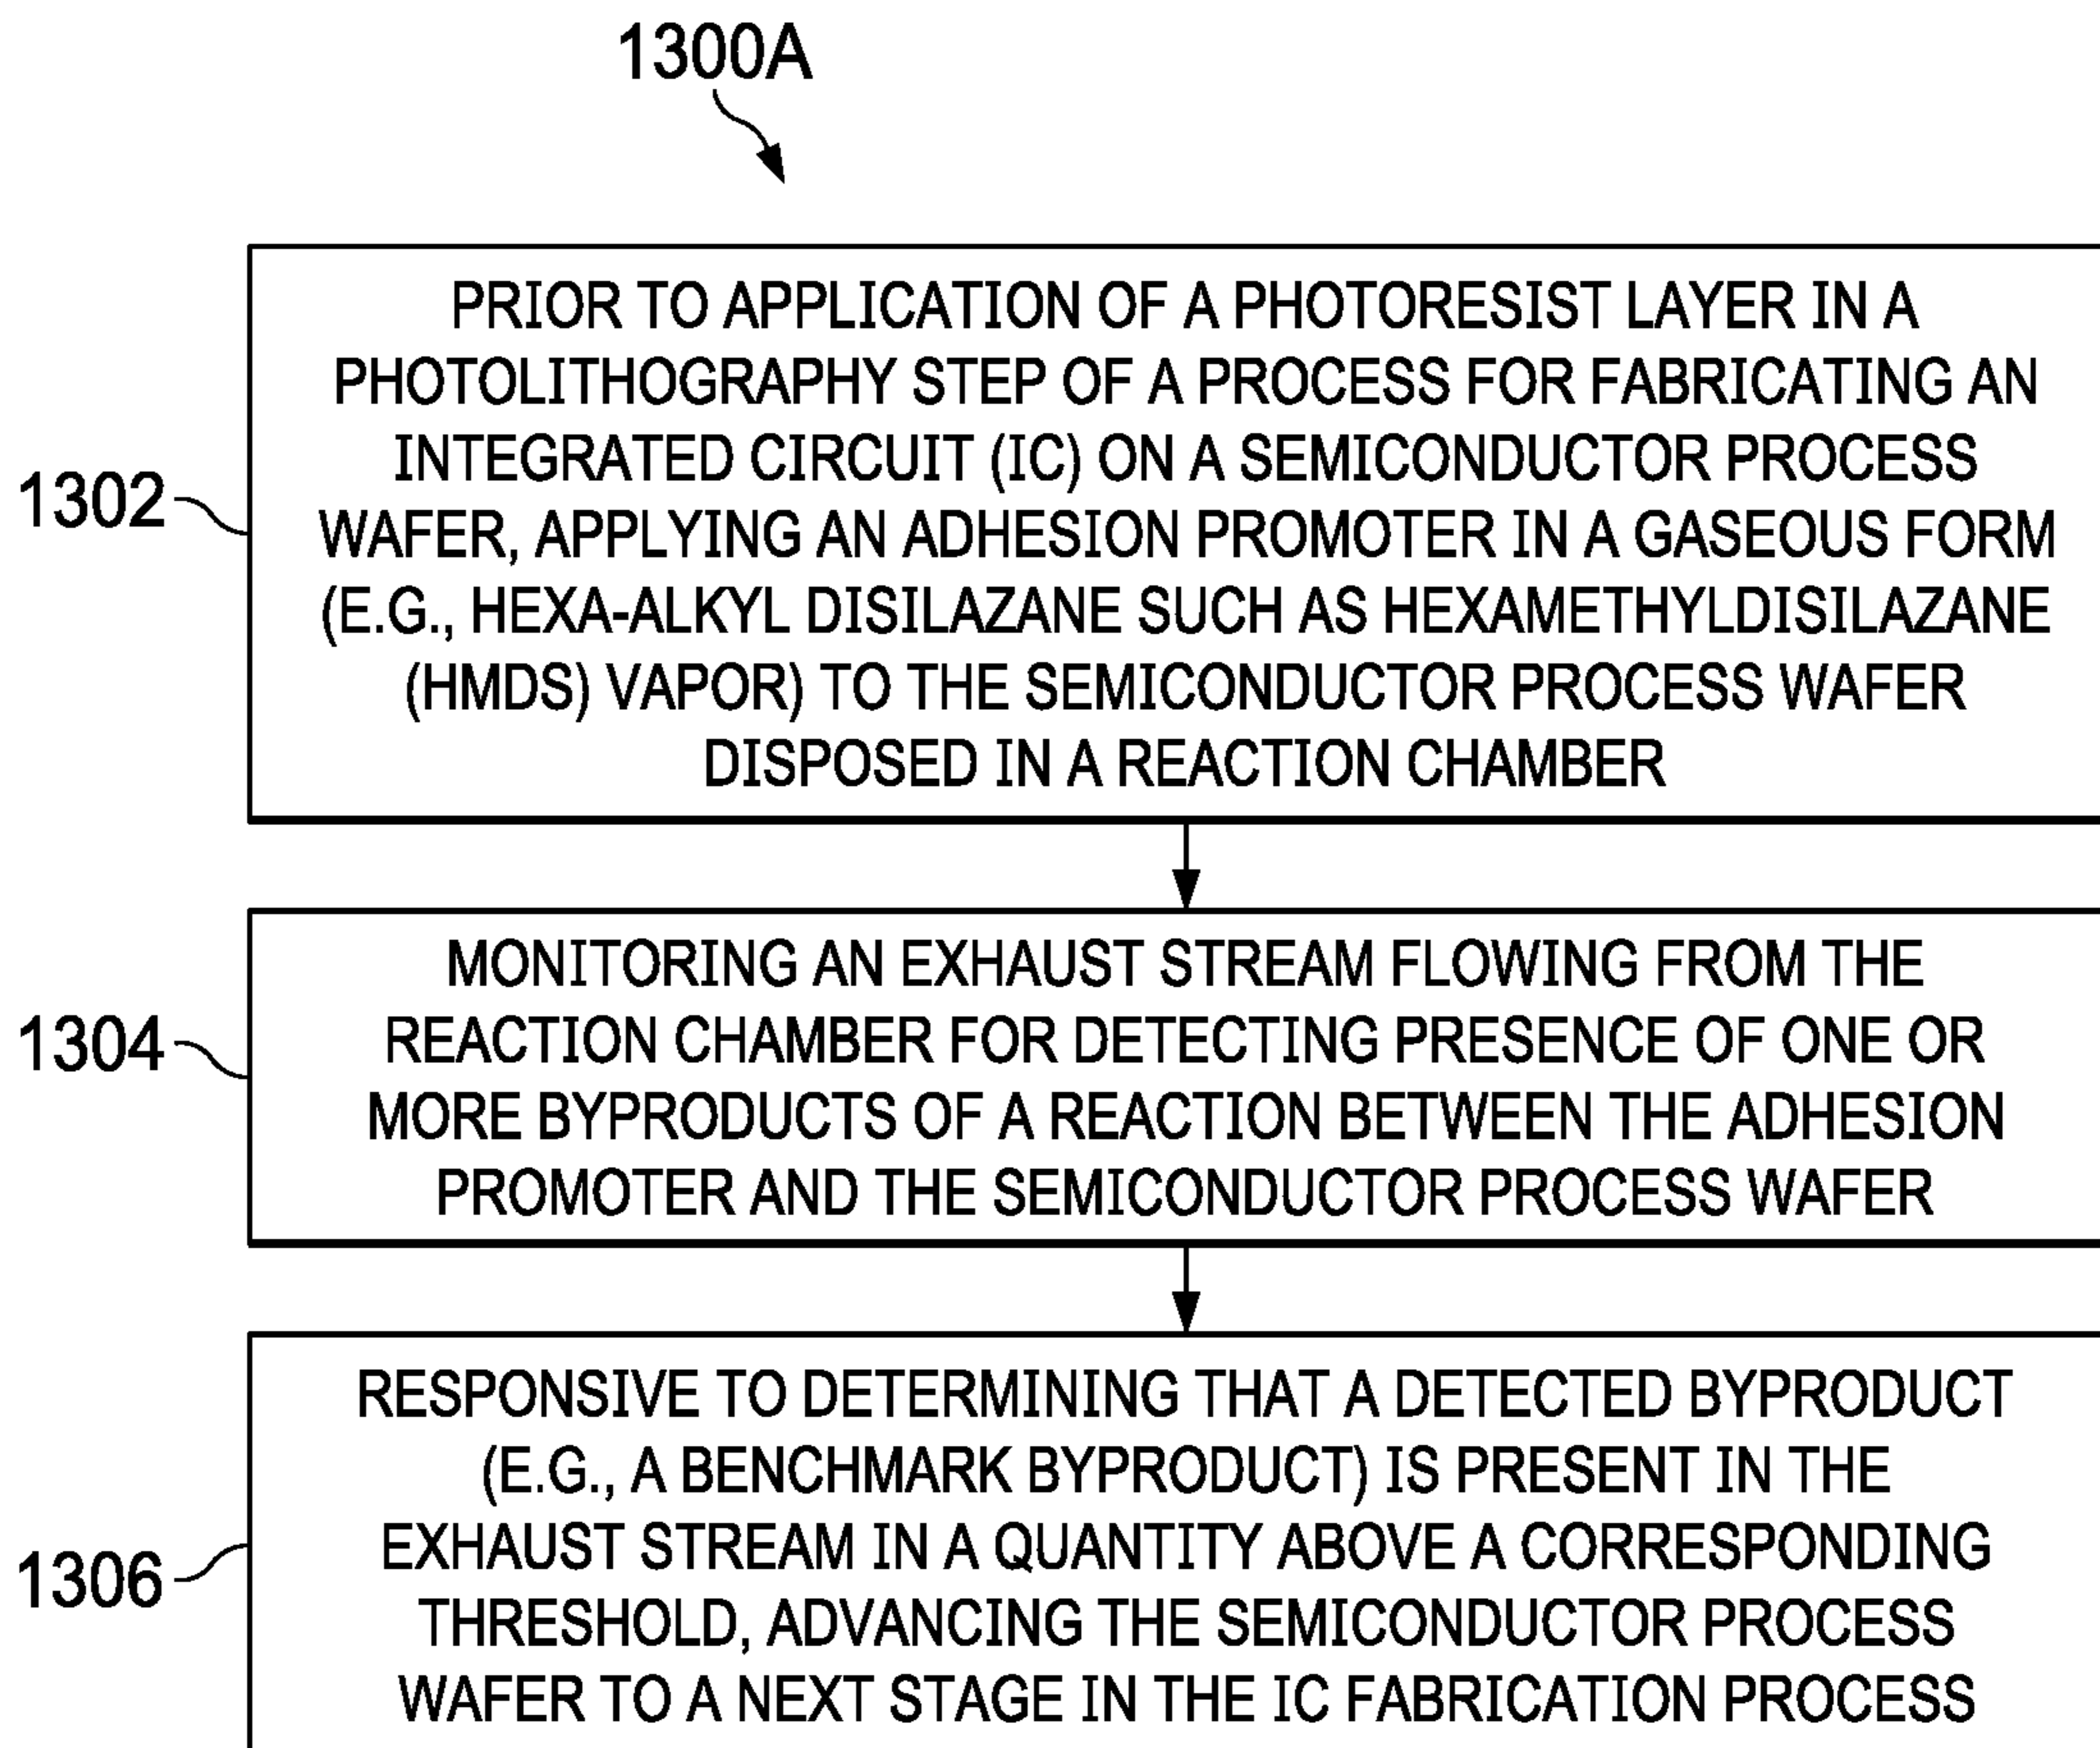 1300A
1302
PRIOR TO APPLICATION OF A PHOTORESIST LAYER IN A
PHOTOLITHOGRAPHY STEP OF A PROCESS FOR FABRICATING AN
INTEGRATED CIRCUIT (IC) ON A SEMICONDUCTOR PROCESS
WAFER, APPLYING AN ADHESION PROMOTER IN A GASEOUS FORM
(E.G., HEXA-ALKYL DISILAZANE SUCH AS HEXAMETHYLDISILAZANE
(HMDS) VAPOR) TO THE SEMICONDUCTOR PROCESS WAFER
DISPOSED IN A REACTION CHAMBER
1304
MONITORING AN EXHAUST STREAM FLOWING FROM THE
REACTION CHAMBER FOR DETECTING PRESENCE OF ONE OR
MORE BYPRODUCTS OF A REACTION BETWEEN THE ADHESION
PROMOTER AND THE SEMICONDUCTOR PROCESS WAFER
1306
RESPONSIVE TO DETERMINING THAT A DETECTED BYPRODUCT
(E.G., A BENCHMARK BYPRODUCT) IS PRESENT IN THE
EXHAUST STREAM IN A QUANTITY ABOVE A CORRESPONDING
THRESHOLD, ADVANCING THE SEMICONDUCTOR PROCESS
WAFER TO A NEXT STAGE IN THE IC FABRICATION PROCESS